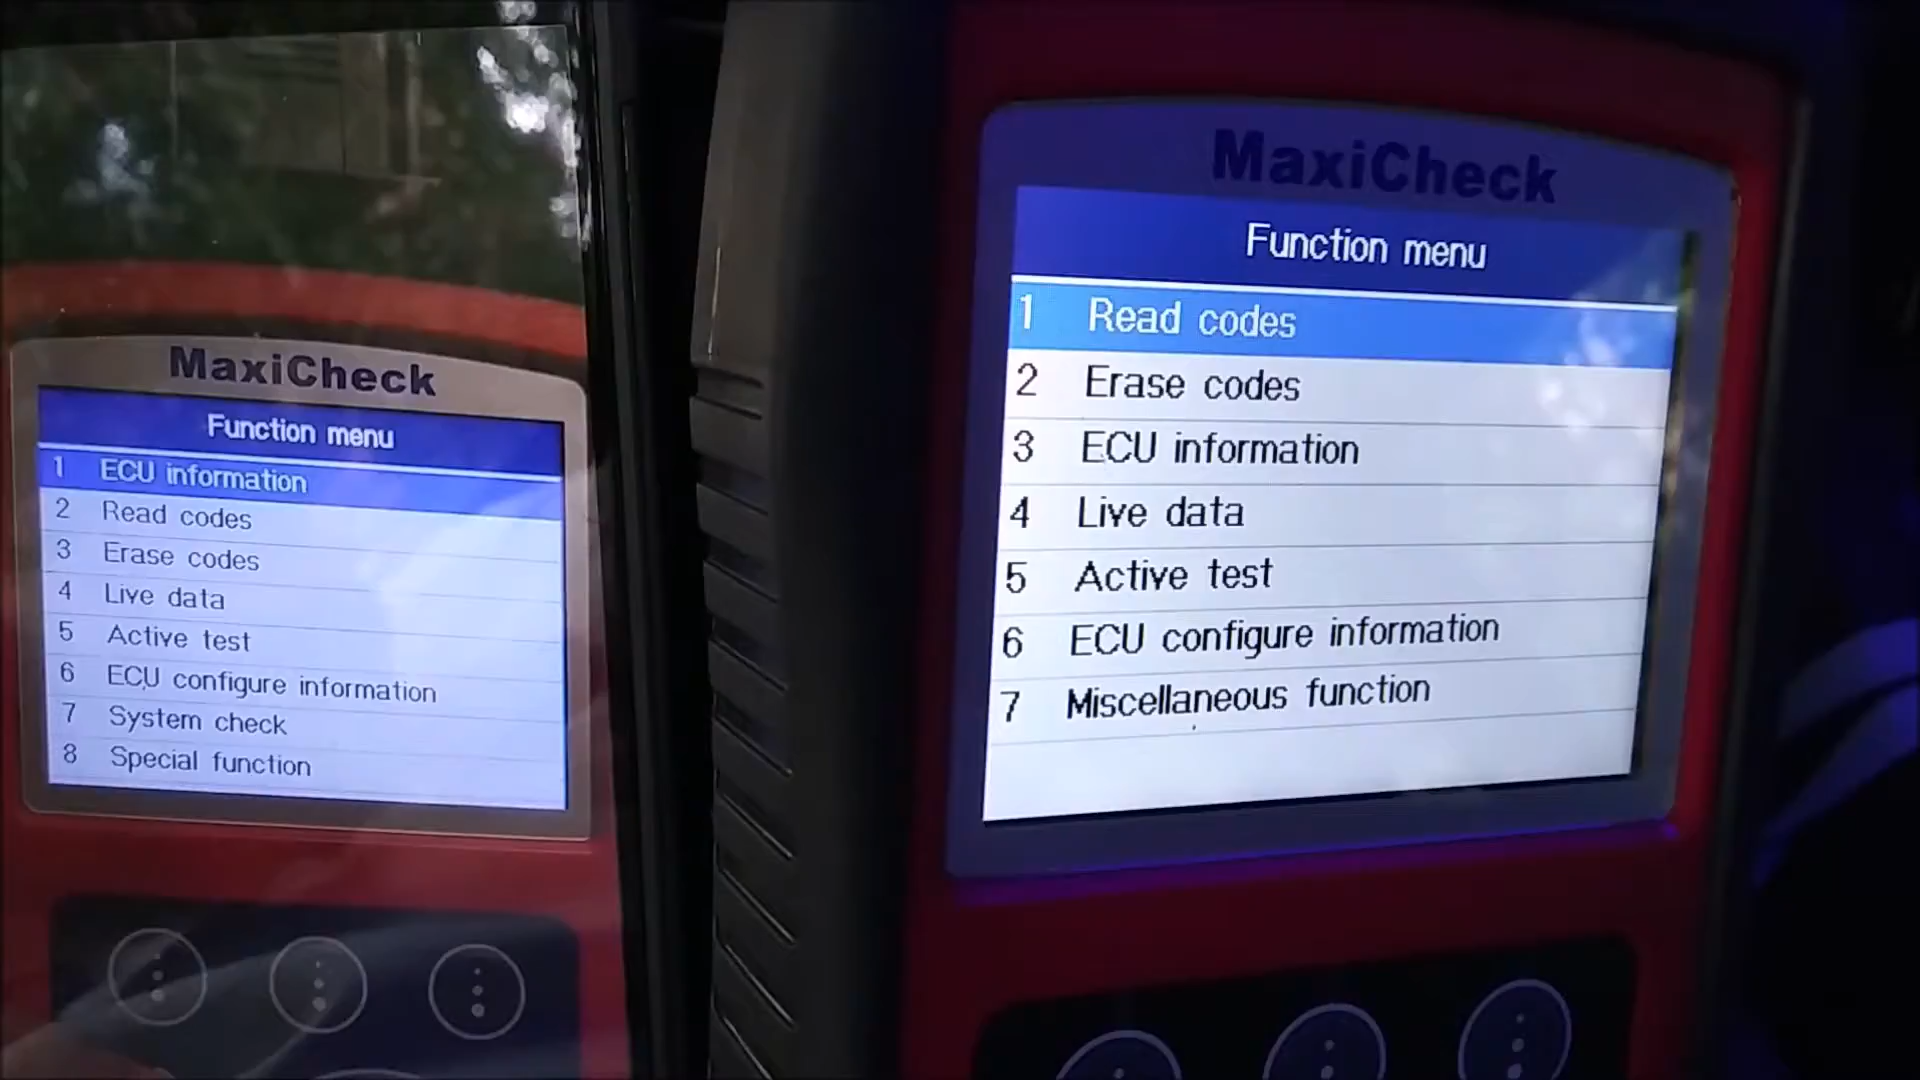 MaxiCheck
Function menu
1 ECU information
2 Read codes
3 Erase codes
4 Live data
5 Active test
6 ECU configure information
7 System check
8 Special function
MaxiCheck
Function menu
1 Read codes
2 Erase codes
3 ECU information
4 Live data
5 Active test
6 ECU configure information
7 Miscellaneous function